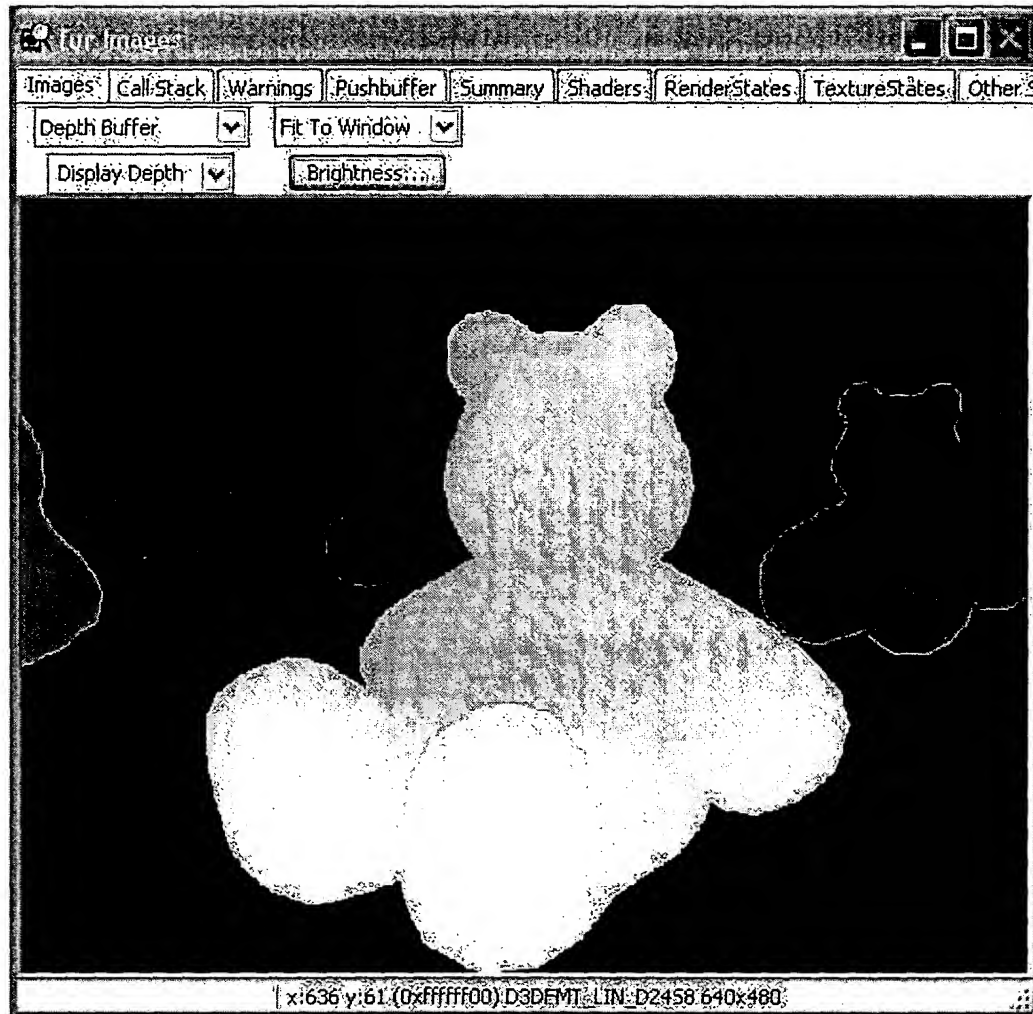 fur Images
Images Call Stack Warnings Pushbuffer Summary Shaders RenderStates TextureStates Other S
Depth Buffer Fit To Window
Display Depth Brightness...
x:636 y:61 (0xffffff00) D3DFMT_LIN_D24S8 640x480